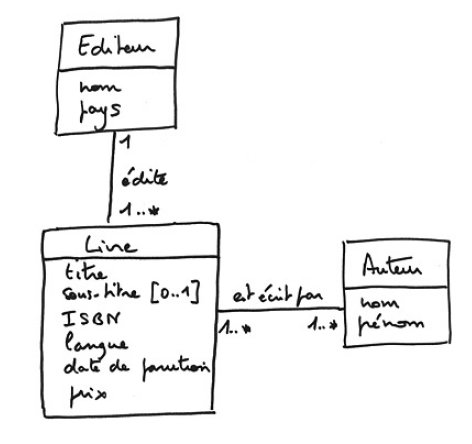 Editeur
nom
pays
1
édite
1..*
Livre
titre
sous-titre [0..1]
ISBN
langue
date de parution
prix
est écrit par
1..*
1..*
Auteur
nom
prénom